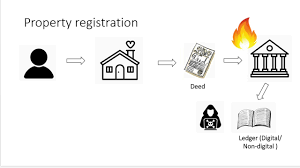 Property registration
Deed
Ledger (Digital/
Non-digital )